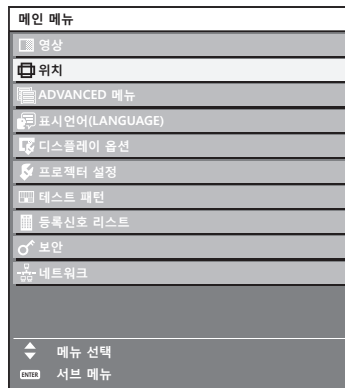 메인 메뉴
영상
위치
ADVANCED 메뉴
표시언어(LANGUAGE)
디스플레이 옵션
프로젝터 설정
테스트 패턴
등록신호 리스트
보안
네트워크
메뉴 선택
ENTER 서브 메뉴